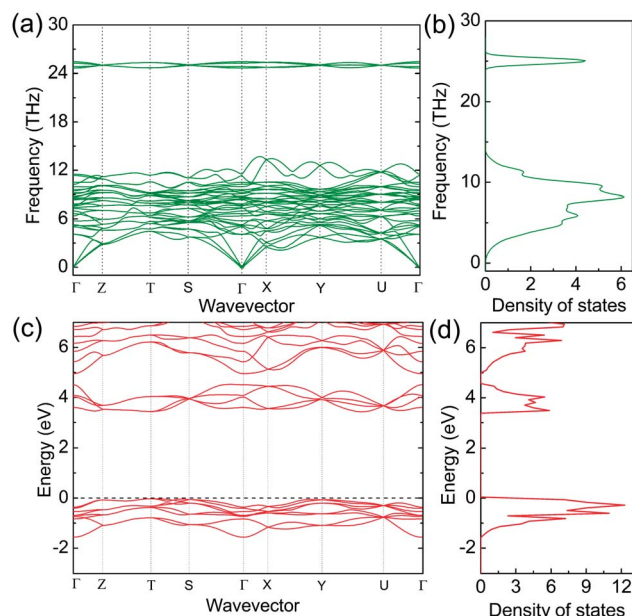 (a)
(b)
30
24
18
12
6
0
Frequency (THz)
Γ Z T S Γ X Y U Γ
Wavevector
30
20
10
0
Frequency (THz)
0 2 4 6
Density of states
(c)
(d)
6
4
2
0
-2
Energy (eV)
Γ Z T S Γ X Y U Γ
Wavevector
6
4
2
0
-2
Energy (eV)
0 3 6 9 12
Density of states